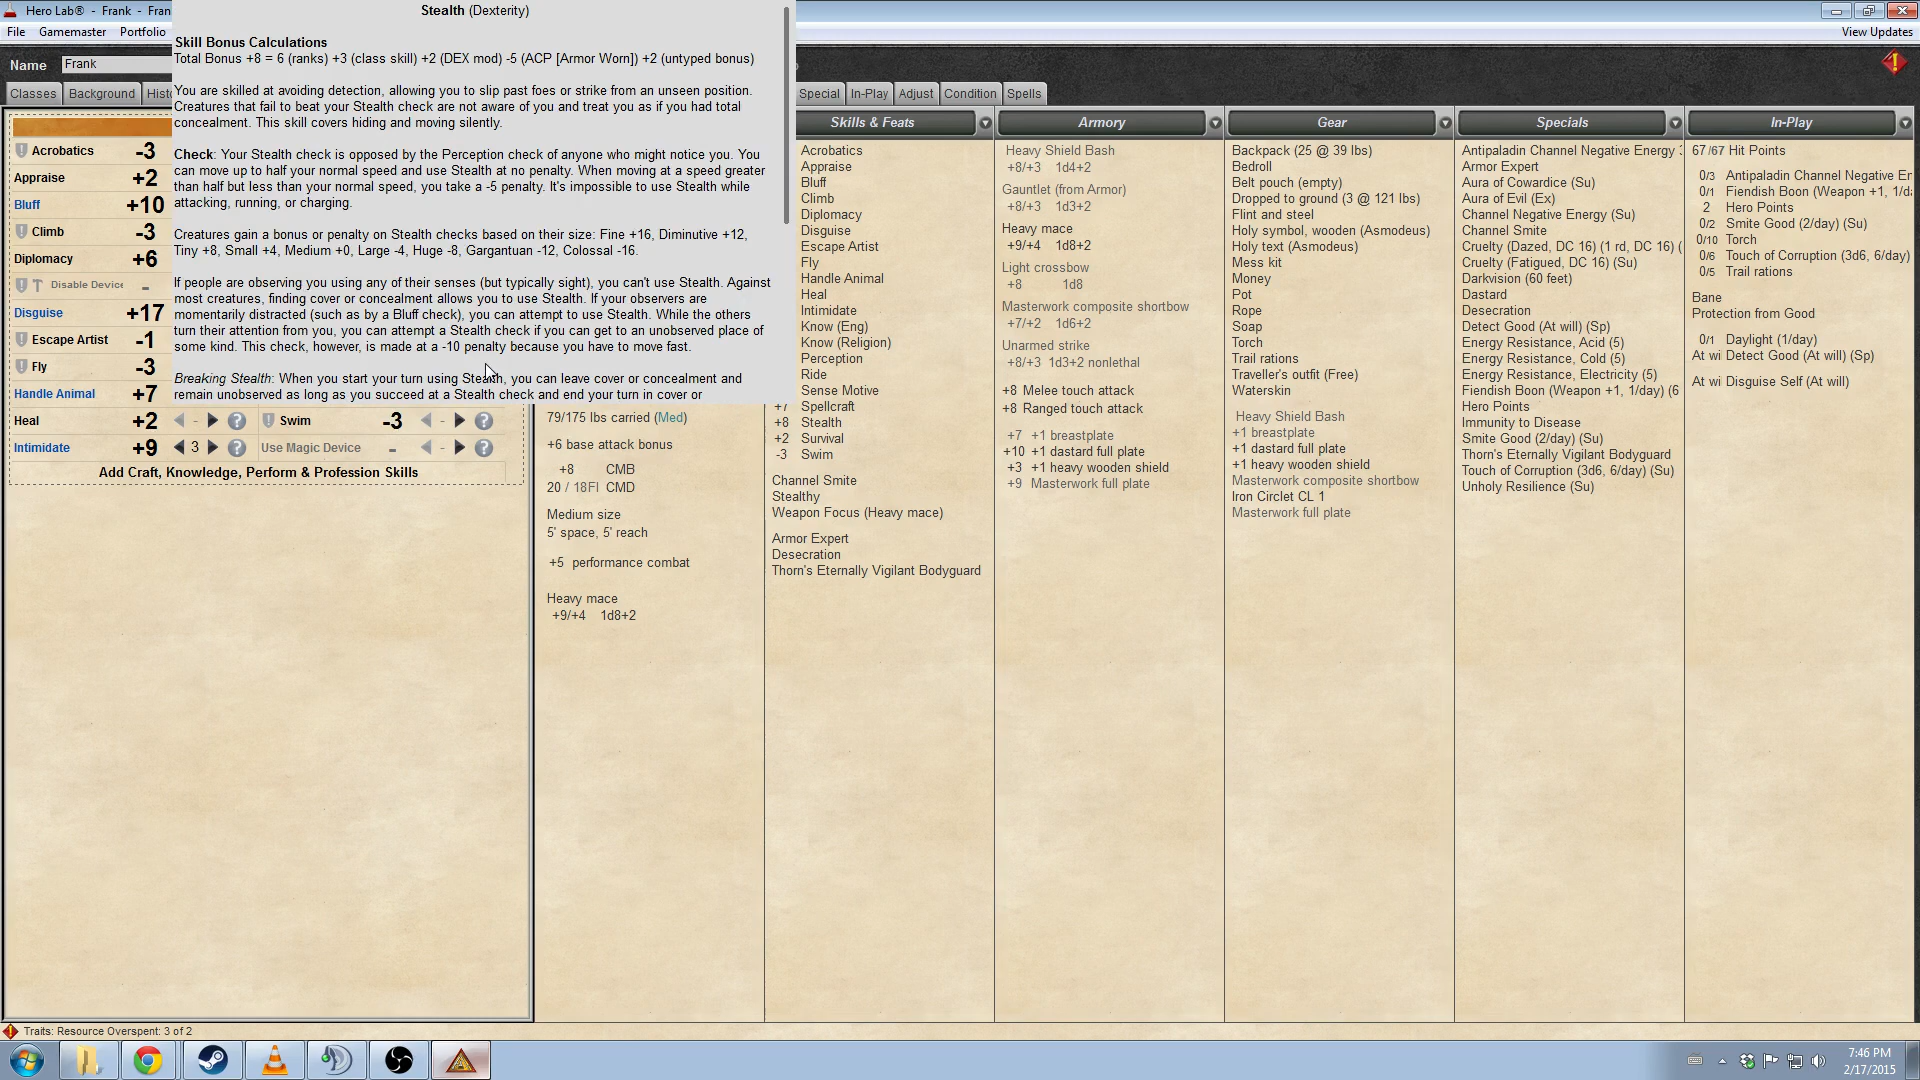 Hero Lab® - Frank - Fran
File Gamemaster Portfolio
View Updates
Name Frank
Classes Background Histo
Special In-Play Adjust Condition Spells
Stealth (Dexterity)
Skill Bonus Calculations
Total Bonus +8 = 6 (ranks) +3 (class skill) +2 (DEX mod) -5 (ACP [Armor Worn]) +2 (untyped bonus)
You are skilled at avoiding detection, allowing you to slip past foes or strike from an unseen position.
Creatures that fail to beat your Stealth check are not aware of you and treat you as if you had total
concealment. This skill covers hiding and moving silently.
Check: Your Stealth check is opposed by the Perception check of anyone who might notice you. You
can move up to half your normal speed and use Stealth at no penalty. When moving at a speed greater
than half but less than your normal speed, you take a -5 penalty. It's impossible to use Stealth while
attacking, running, or charging.
Creatures gain a bonus or penalty on Stealth checks based on their size: Fine +16, Diminutive +12,
Tiny +8, Small +4, Medium +0, Large -4, Huge -8, Gargantuan -12, Colossal -16.
If people are observing you using any of their senses (but typically sight), you can't use Stealth. Against
most creatures, finding cover or concealment allows you to use Stealth. If your observers are
momentarily distracted (such as by a Bluff check), you can attempt to use Stealth. While the others
turn their attention from you, you can attempt a Stealth check if you can get to an unobserved place of
some kind. This check, however, is made at a -10 penalty because you have to move fast.
Breaking Stealth: When you start your turn using Stealth, you can leave cover or concealment and
remain unobserved as long as you succeed at a Stealth check and end your turn in cover or
Acrobatics -3
Appraise +2
Bluff +10
Climb -3
Diplomacy +6
Disable Device -
Disguise +17
Escape Artist -1
Fly -3
Handle Animal +7
Heal +2 - ? Swim -3 - ?
Intimidate +9 3 ? Use Magic Device - - ?
Add Craft, Knowledge, Perform & Profession Skills
79/175 lbs carried (Med)
+6 base attack bonus
+8 CMB
20 / 18Fl CMD
Medium size
5' space, 5' reach
+5 performance combat
Heavy mace
+9/+4 1d8+2
Skills & Feats
Acrobatics
Appraise
Bluff
Climb
Diplomacy
Disguise
Escape Artist
Fly
Handle Animal
Heal
Intimidate
Know (Eng)
Know (Religion)
Perception
Ride
Sense Motive
+7 Spellcraft
+8 Stealth
+2 Survival
-3 Swim
Channel Smite
Stealthy
Weapon Focus (Heavy mace)
Armor Expert
Desecration
Thorn's Eternally Vigilant Bodyguard
Armory
Heavy Shield Bash
+8/+3 1d4+2
Gauntlet (from Armor)
+8/+3 1d3+2
Heavy mace
+9/+4 1d8+2
Light crossbow
+8 1d8
Masterwork composite shortbow
+7/+2 1d6+2
Unarmed strike
+8/+3 1d3+2 nonlethal
+8 Melee touch attack
+8 Ranged touch attack
+7 +1 breastplate
+10 +1 dastard full plate
+3 +1 heavy wooden shield
+9 Masterwork full plate
Gear
Backpack (25 @ 39 lbs)
Bedroll
Belt pouch (empty)
Dropped to ground (3 @ 121 lbs)
Flint and steel
Holy symbol, wooden (Asmodeus)
Holy text (Asmodeus)
Mess kit
Money
Pot
Rope
Soap
Torch
Trail rations
Traveller's outfit (Free)
Waterskin
Heavy Shield Bash
+1 breastplate
+1 dastard full plate
+1 heavy wooden shield
Masterwork composite shortbow
Iron Circlet CL 1
Masterwork full plate
Specials
Antipaladin Channel Negative Energy 3
Armor Expert
Aura of Cowardice (Su)
Aura of Evil (Ex)
Channel Negative Energy (Su)
Channel Smite
Cruelty (Dazed, DC 16) (1 rd, DC 16) (
Cruelty (Fatigued, DC 16) (Su)
Darkvision (60 feet)
Dastard
Desecration
Detect Good (At will) (Sp)
Energy Resistance, Acid (5)
Energy Resistance, Cold (5)
Energy Resistance, Electricity (5)
Fiendish Boon (Weapon +1, 1/day) (6
Hero Points
Immunity to Disease
Smite Good (2/day) (Su)
Thorn's Eternally Vigilant Bodyguard
Touch of Corruption (3d6, 6/day) (Su)
Unholy Resilience (Su)
In-Play
67/67 Hit Points
0/3 Antipaladin Channel Negative En
0/1 Fiendish Boon (Weapon +1, 1/da
2 Hero Points
0/2 Smite Good (2/day) (Su)
0/10 Torch
0/6 Touch of Corruption (3d6, 6/day)
0/5 Trail rations
Bane
Protection from Good
0/1 Daylight (1/day)
At wi Detect Good (At will) (Sp)
At wi Disguise Self (At will)
Traits: Resource Overspent: 3 of 2
7:46 PM
2/17/2015